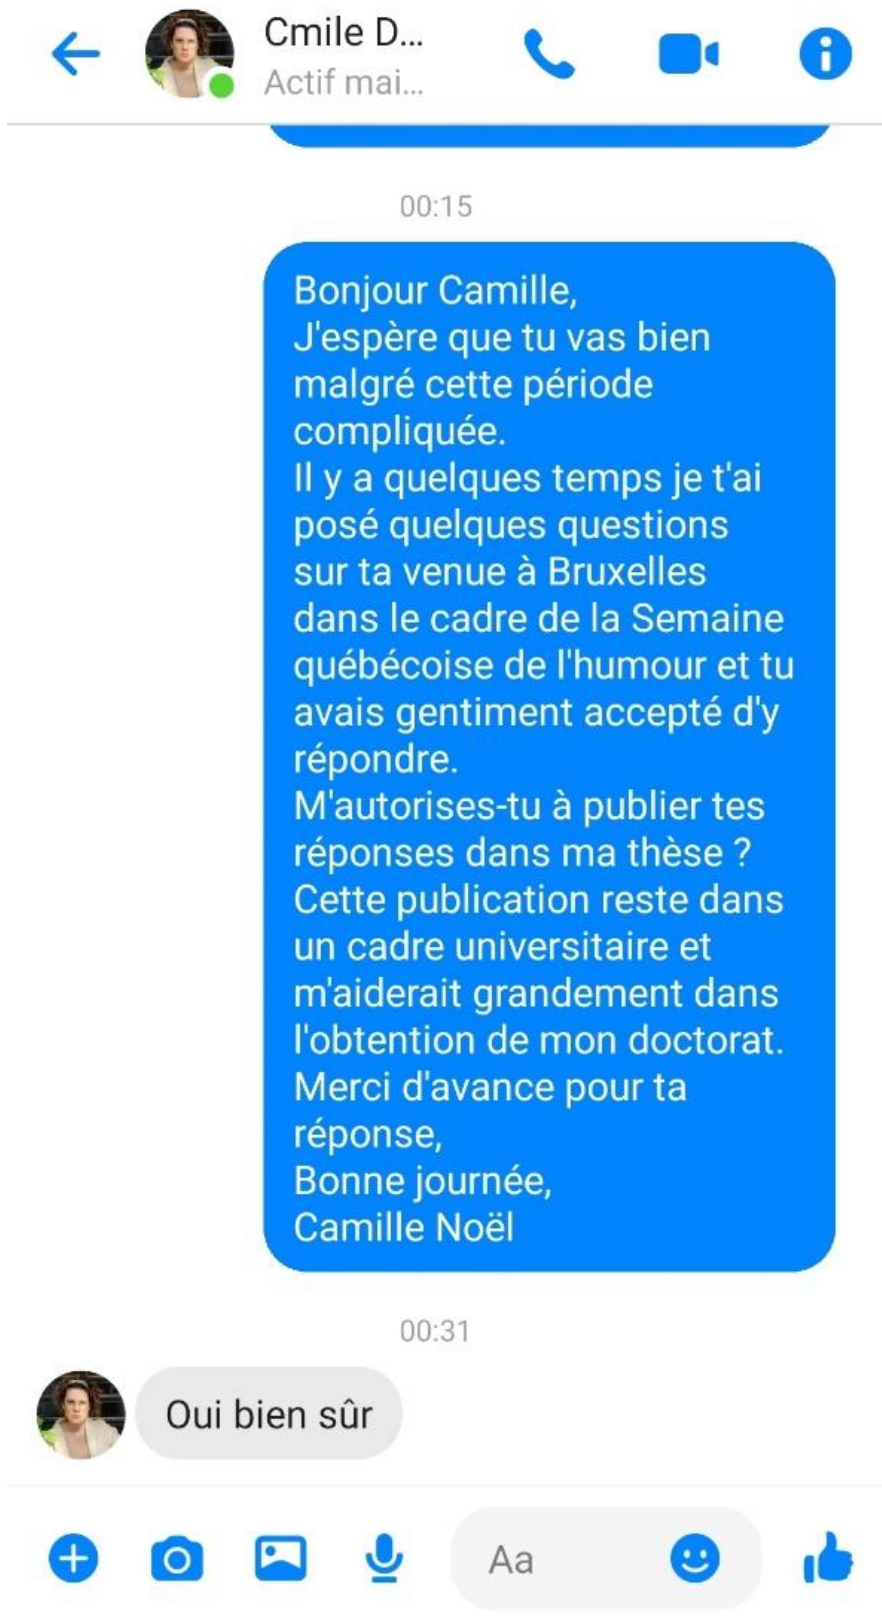 Cmile D...
Actif mai...
00:15
Bonjour Camille,
J'espère que tu vas bien
malgré cette période
compliquée.
Il y a quelques temps je t'ai
posé quelques questions
sur ta venue à Bruxelles
dans le cadre de la Semaine
québécoise de l'humour et tu
avais gentiment accepté d'y
répondre.
M'autorises-tu à publier tes
réponses dans ma thèse ?
Cette publication reste dans
un cadre universitaire et
m'aiderait grandement dans
l'obtention de mon doctorat.
Merci d'avance pour ta
réponse,
Bonne journée,
Camille Noël
00:31
Oui bien sûr
Aa